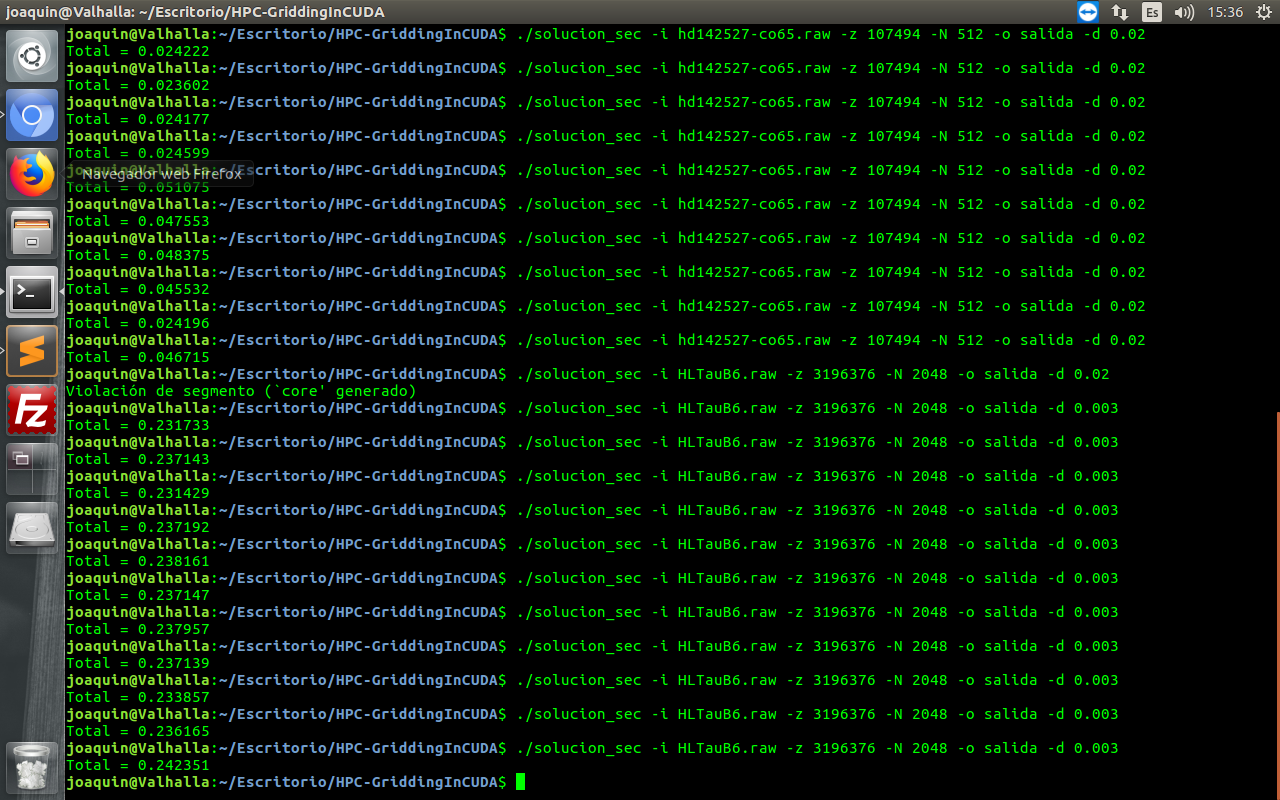 joaquin@Valhalla: ~/Escritorio/HPC-GriddingInCUDA
Es
15:36
joaquin@Valhalla:~/Escritorio/HPC-GriddingInCUDA$ ./solucion_sec -i hd142527-co65.raw -z 107494 -N 512 -o salida -d 0.02
Total = 0.024222
joaquin@Valhalla:~/Escritorio/HPC-GriddingInCUDA$ ./solucion_sec -i hd142527-co65.raw -z 107494 -N 512 -o salida -d 0.02
Total = 0.023602
joaquin@Valhalla:~/Escritorio/HPC-GriddingInCUDA$ ./solucion_sec -i hd142527-co65.raw -z 107494 -N 512 -o salida -d 0.02
Total = 0.024177
joaquin@Valhalla:~/Escritorio/HPC-GriddingInCUDA$ ./solucion_sec -i hd142527-co65.raw -z 107494 -N 512 -o salida -d 0.02
Total = 0.024599
joaquin@Valhalla:~/Escritorio/HPC-GriddingInCUDA$ ./solucion_sec -i hd142527-co65.raw -z 107494 -N 512 -o salida -d 0.02
Navegador web Firefox
Total = 0.051075
joaquin@Valhalla:~/Escritorio/HPC-GriddingInCUDA$ ./solucion_sec -i hd142527-co65.raw -z 107494 -N 512 -o salida -d 0.02
Total = 0.047553
joaquin@Valhalla:~/Escritorio/HPC-GriddingInCUDA$ ./solucion_sec -i hd142527-co65.raw -z 107494 -N 512 -o salida -d 0.02
Total = 0.048375
joaquin@Valhalla:~/Escritorio/HPC-GriddingInCUDA$ ./solucion_sec -i hd142527-co65.raw -z 107494 -N 512 -o salida -d 0.02
Total = 0.045532
joaquin@Valhalla:~/Escritorio/HPC-GriddingInCUDA$ ./solucion_sec -i hd142527-co65.raw -z 107494 -N 512 -o salida -d 0.02
Total = 0.024196
joaquin@Valhalla:~/Escritorio/HPC-GriddingInCUDA$ ./solucion_sec -i hd142527-co65.raw -z 107494 -N 512 -o salida -d 0.02
Total = 0.046715
joaquin@Valhalla:~/Escritorio/HPC-GriddingInCUDA$ ./solucion_sec -i HLTauB6.raw -z 3196376 -N 2048 -o salida -d 0.02
Violación de segmento (`core' generado)
joaquin@Valhalla:~/Escritorio/HPC-GriddingInCUDA$ ./solucion_sec -i HLTauB6.raw -z 3196376 -N 2048 -o salida -d 0.003
Total = 0.231733
joaquin@Valhalla:~/Escritorio/HPC-GriddingInCUDA$ ./solucion_sec -i HLTauB6.raw -z 3196376 -N 2048 -o salida -d 0.003
Total = 0.237143
joaquin@Valhalla:~/Escritorio/HPC-GriddingInCUDA$ ./solucion_sec -i HLTauB6.raw -z 3196376 -N 2048 -o salida -d 0.003
Total = 0.231429
joaquin@Valhalla:~/Escritorio/HPC-GriddingInCUDA$ ./solucion_sec -i HLTauB6.raw -z 3196376 -N 2048 -o salida -d 0.003
Total = 0.237192
joaquin@Valhalla:~/Escritorio/HPC-GriddingInCUDA$ ./solucion_sec -i HLTauB6.raw -z 3196376 -N 2048 -o salida -d 0.003
Total = 0.238161
joaquin@Valhalla:~/Escritorio/HPC-GriddingInCUDA$ ./solucion_sec -i HLTauB6.raw -z 3196376 -N 2048 -o salida -d 0.003
Total = 0.237147
joaquin@Valhalla:~/Escritorio/HPC-GriddingInCUDA$ ./solucion_sec -i HLTauB6.raw -z 3196376 -N 2048 -o salida -d 0.003
Total = 0.237957
joaquin@Valhalla:~/Escritorio/HPC-GriddingInCUDA$ ./solucion_sec -i HLTauB6.raw -z 3196376 -N 2048 -o salida -d 0.003
Total = 0.237139
joaquin@Valhalla:~/Escritorio/HPC-GriddingInCUDA$ ./solucion_sec -i HLTauB6.raw -z 3196376 -N 2048 -o salida -d 0.003
Total = 0.233857
joaquin@Valhalla:~/Escritorio/HPC-GriddingInCUDA$ ./solucion_sec -i HLTauB6.raw -z 3196376 -N 2048 -o salida -d 0.003
Total = 0.236165
joaquin@Valhalla:~/Escritorio/HPC-GriddingInCUDA$ ./solucion_sec -i HLTauB6.raw -z 3196376 -N 2048 -o salida -d 0.003
Total = 0.242351
joaquin@Valhalla:~/Escritorio/HPC-GriddingInCUDA$